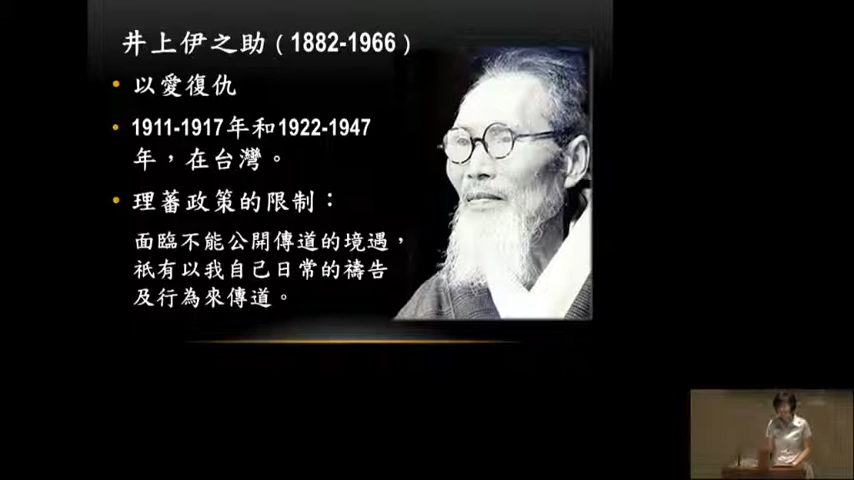 井上伊之助（1882-1966）
• 以愛復仇
• 1911-1917年和1922-1947
年，在台灣。
• 理蕃政策的限制：
面臨不能公開傳道的境遇，
祇有以我自己日常的禱告
及行為來傳道。